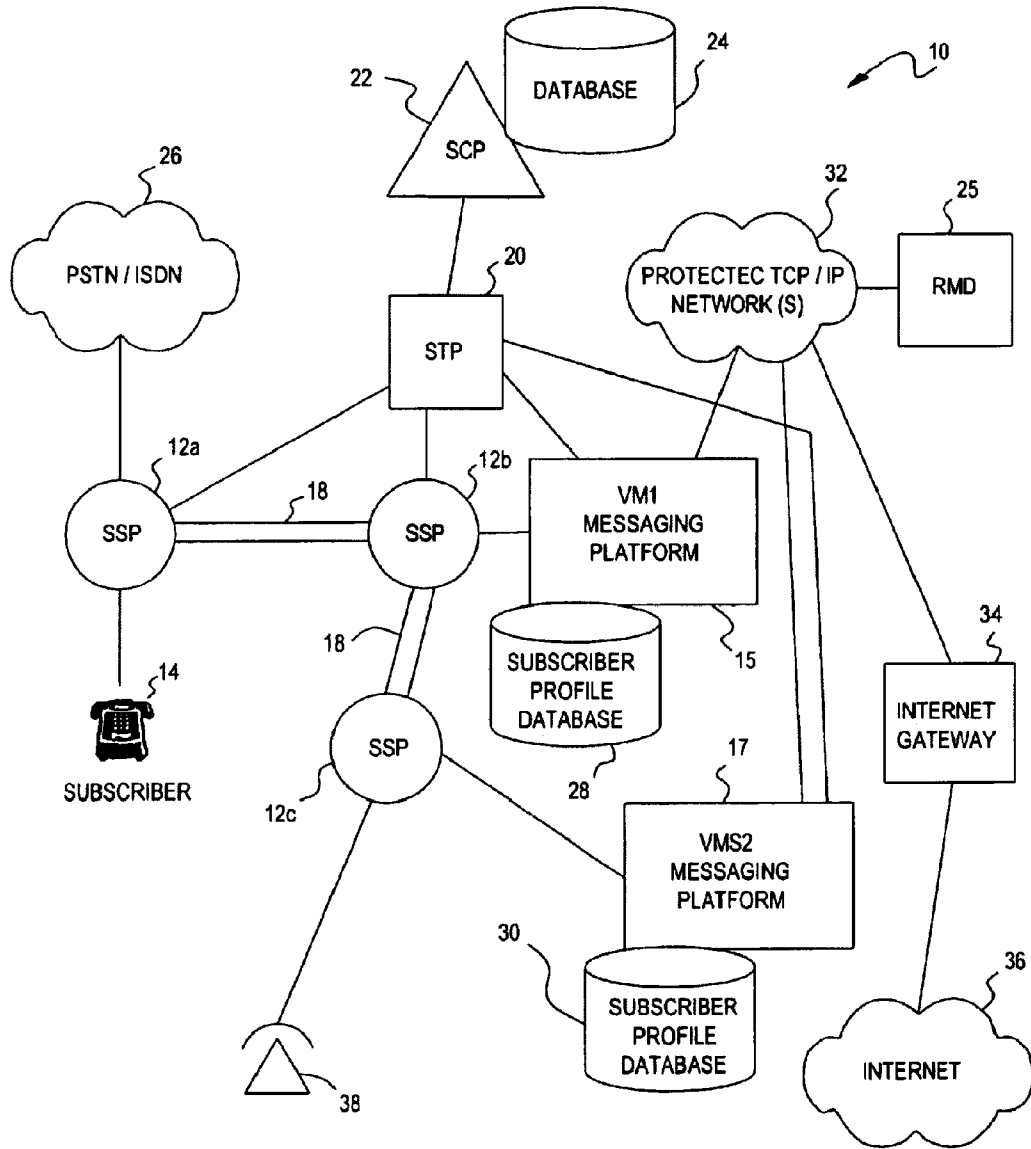 10
22
24
DATABASE
SCP
26
PSTN / ISDN
32
25
PROTECTEC TCP / IP
NETWORK (S)
RMD
20
STP
12a
SSP
18
12b
SSP
VM1
MESSAGING
PLATFORM
15
18
14
SUBSCRIBER
SUBSCRIBER
PROFILE
DATABASE
28
SSP
12c
34
INTERNET
GATEWAY
17
VMS2
MESSAGING
PLATFORM
30
SUBSCRIBER
PROFILE
DATABASE
36
INTERNET
38